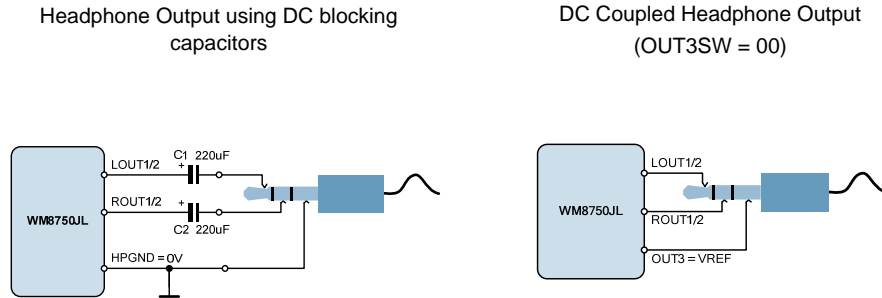 Headphone Output using DC blocking
capacitors
DC Coupled Headphone Output
(OUT3SW = 00)
C1 220uF
LOUT1/2
+
ROUT1/2
+
C2 220uF
WM8750JL
HPGND = 0V
LOUT1/2
WM8750JL
ROUT1/2
OUT3 = VREF